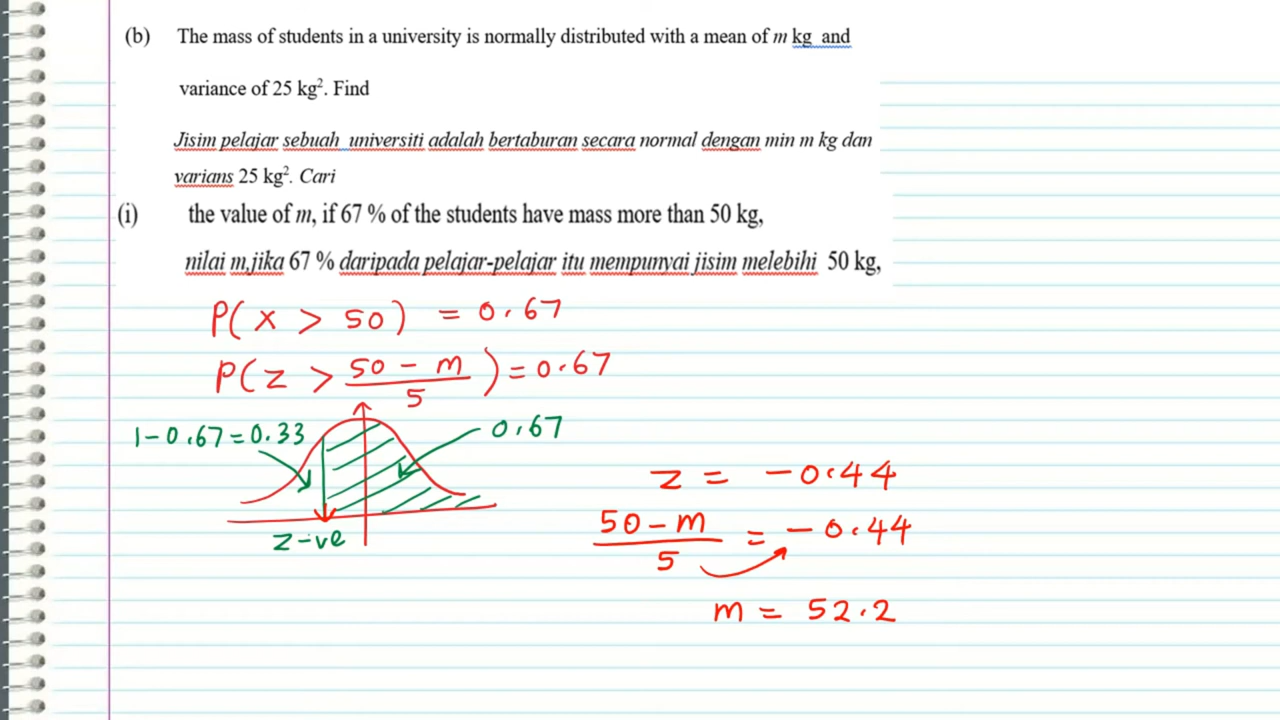 (b) The mass of students in a university is normally distributed with a mean of m kg and
variance of 25 kg². Find
Jisim pelajar sebuah universiti adalah bertaburan secara normal dengan min m kg dan
varians 25 kg². Cari
(i) the value of m, if 67 % of the students have mass more than 50 kg,
nilai m,jika 67 % daripada pelajar-pelajar itu mempunyai jisim melebihi 50 kg,
P(x > 50) = 0.67
P(z > \frac{50 - m}{5}) = 0.67
1-0.67=0.33
0.67
z-ve
z = -0.44
\frac{50-m}{5} = -0.44
m = 52.2